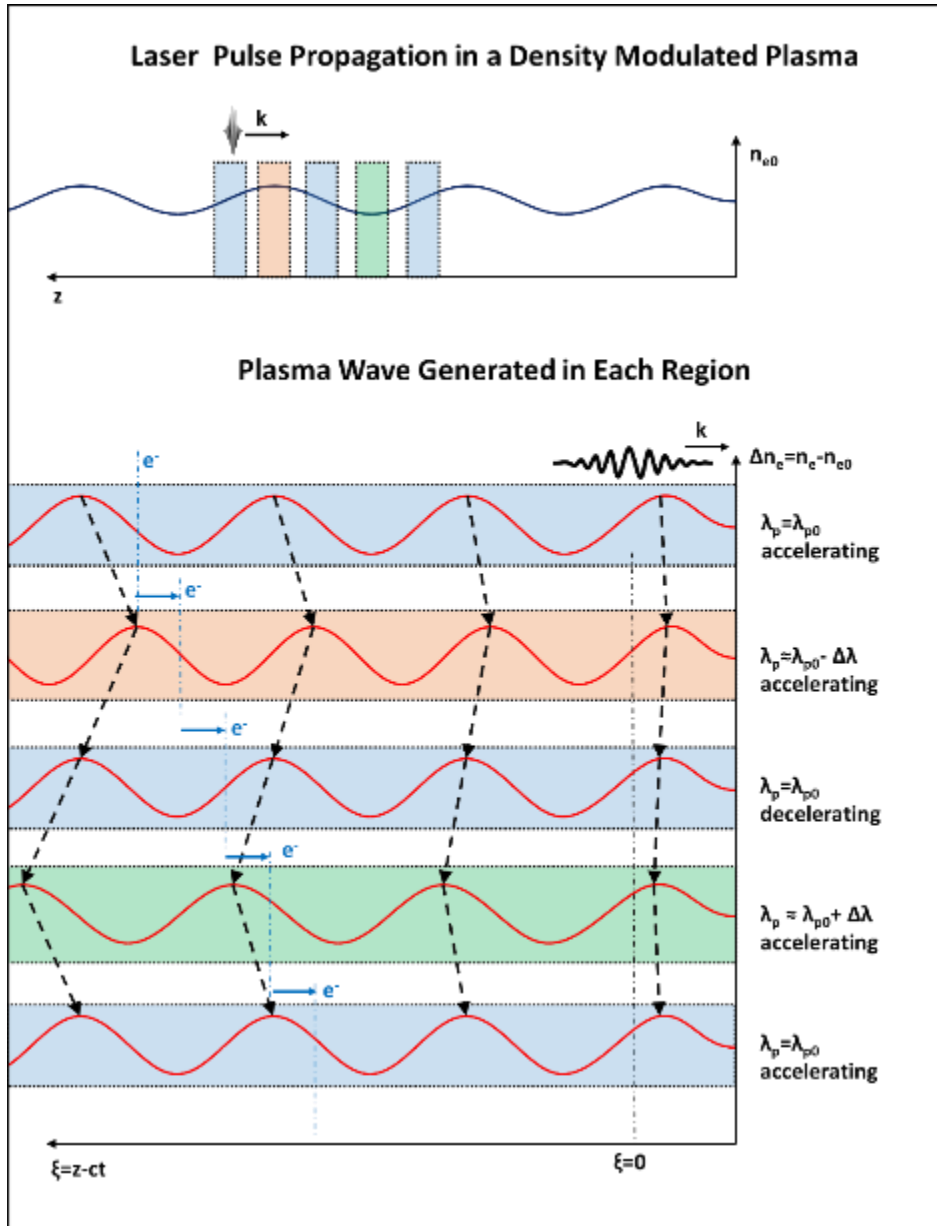 Laser Pulse Propagation in a Density Modulated Plasma
k
nₑ₀
z
Plasma Wave Generated in Each Region
k
e⁻
Δnₑ=nₑ-nₑ₀
λₚ=λₚ₀
accelerating
e⁻
λₚ≈λₚ₀- Δλ
accelerating
e⁻
λₚ=λₚ₀
decelerating
e⁻
λₚ ≈ λₚ₀+ Δλ
accelerating
e⁻
λₚ=λₚ₀
accelerating
ξ=z-ct
ξ=0